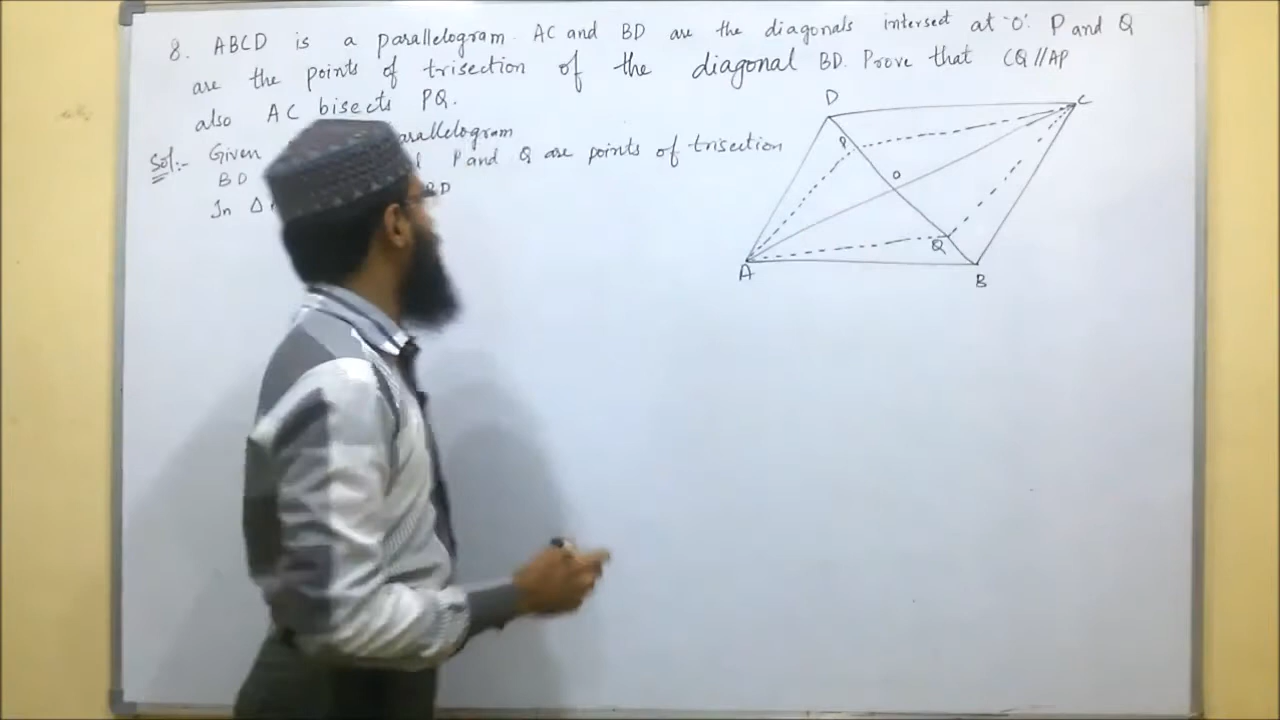 8. ABCD is a parallelogram. AC and BD are the diagonals intersect at 'O'. P and Q
are the points of trisection of the diagonal BD. Prove that CQ//AP
also AC bisects PQ.
Sol:- Given arallelogram
BD P and Q are points of trisection
In Δ BD
D
C
P
O
Q
A
B